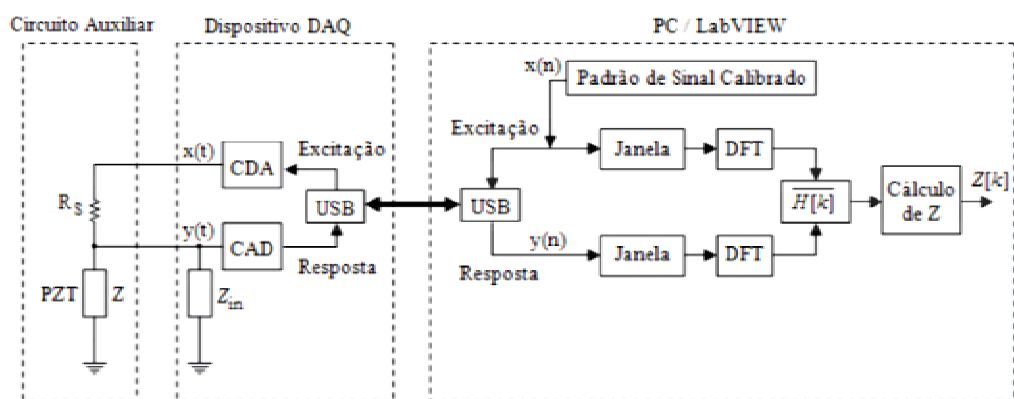 Circuito Auxiliar
Dispositivo DAQ
PC / LabVIEW
x(n)
Padrão de Sinal Calibrado
x(t)
CDA
Excitação
Excitação
Janela
DFT
R_S
USB
USB
H[k]
Cálculo de Z
Z[k]
y(t)
CAD
Resposta
y(n)
Resposta
Janela
DFT
PZT
Z
Z_in